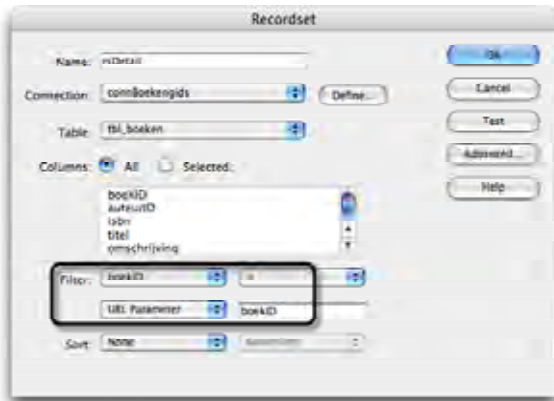 Recordset
Name: rsDetail
OK
Connection: connBoekengids Define...
Cancel
Table: tbl_boeken
Test
Columns: All Selected:
Advanced...
Help
boekID
auteurID
isbn
titel
omschrijving
Filter: boekID =
URL Parameter boekID
Sort: None Ascending